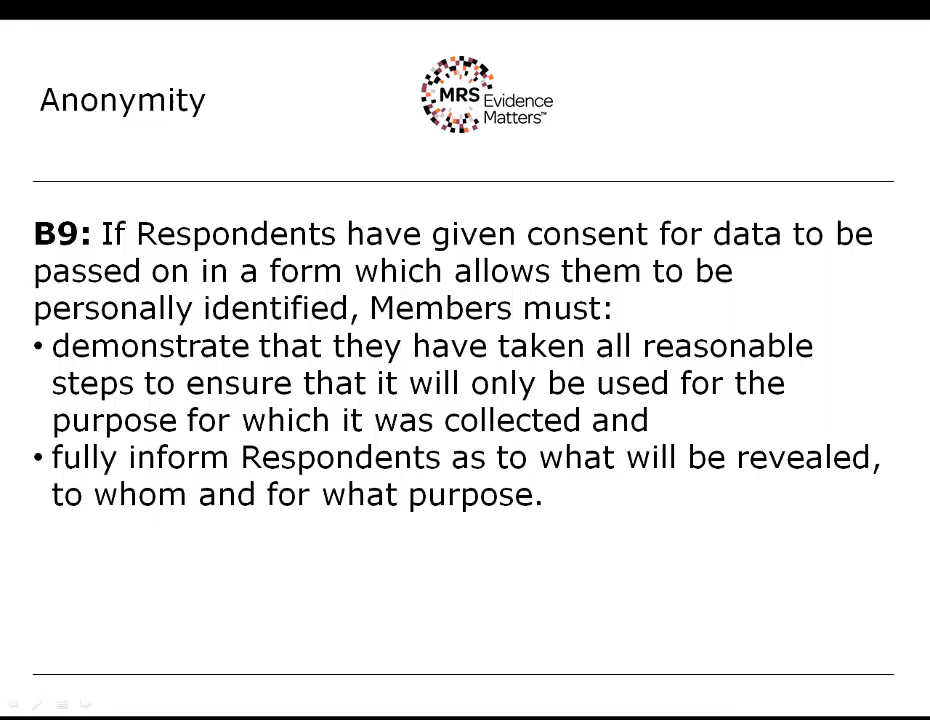 Anonymity
MRS Evidence
Matters™
B9: If Respondents have given consent for data to be
passed on in a form which allows them to be
personally identified, Members must:
• demonstrate that they have taken all reasonable
steps to ensure that it will only be used for the
purpose for which it was collected and
• fully inform Respondents as to what will be revealed,
to whom and for what purpose.